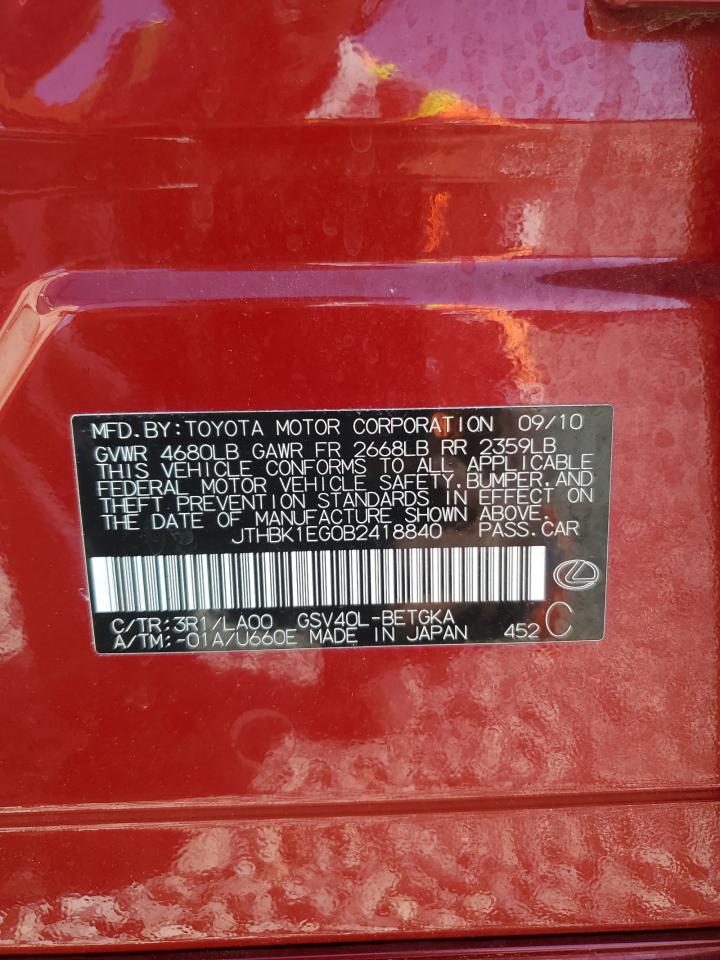 MFD.BY:TOYOTA MOTOR CORPORATION 09/10
GVWR 4680LB GAWR FR 2668LB RR 2359LB
THIS VEHICLE CONFORMS TO ALL APPLICABLE
FEDERAL MOTOR VEHICLE SAFETY,BUMPER,AND
THEFT PREVENTION STANDARDS IN EFFECT ON
THE DATE OF MANUFACTURE SHOWN ABOVE.
JTHBK1EG0B2418840 PASS.CAR
C/TR:3R1/LA00 GSV40L-BETGKA
A/TM:-01A/U660E MADE IN JAPAN 452 C